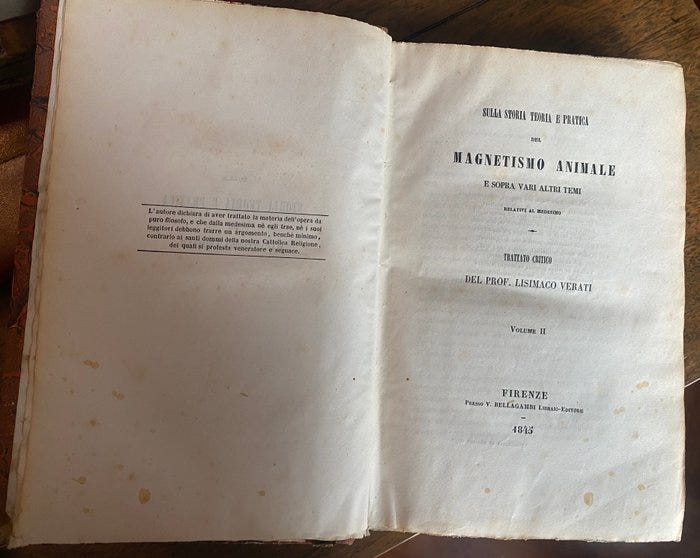 L'autore dichiara di aver trattato la materia dell'opera da
puro filosofo, e che dalla medesima nè egli trae, nè i suoi
leggitori debbono trarre un argomento, benchè minimo,
contrario ai santi dommi della nostra Cattolica Religione,
dei quali si protesta veneratore e seguace.
SULLA STORIA TEORIA E PRATICA
DEL
MAGNETISMO ANIMALE
E SOPRA VARI ALTRI TEMI
RELATIVI AL MEDESIMO
TRATTATO CRITICO
DEL PROF. LISIMACO VERATI
VOLUME II
FIRENZE
PRESSO V. BELLAGAMBI LIBRAIO-EDITORE
1845